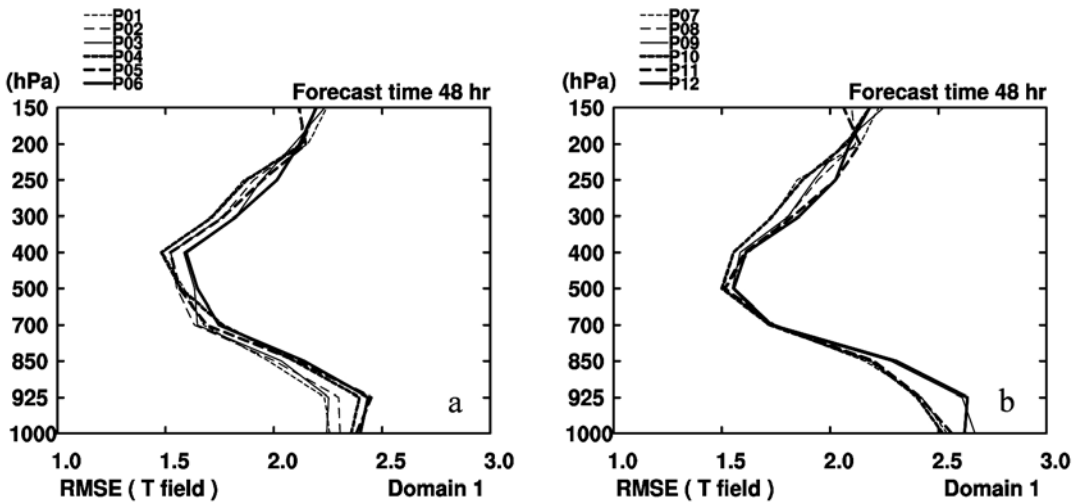 P01
P02
P03
P04
P05
P06
(hPa)
Forecast time 48 hr
150
200
250
300
400
500
700
850
925
1000
a
1.0 1.5 2.0 2.5 3.0
RMSE ( T field ) Domain 1
P07
P08
P09
P10
P11
P12
(hPa)
Forecast time 48 hr
150
200
250
300
400
500
700
850
925
1000
b
1.0 1.5 2.0 2.5 3.0
RMSE ( T field ) Domain 1